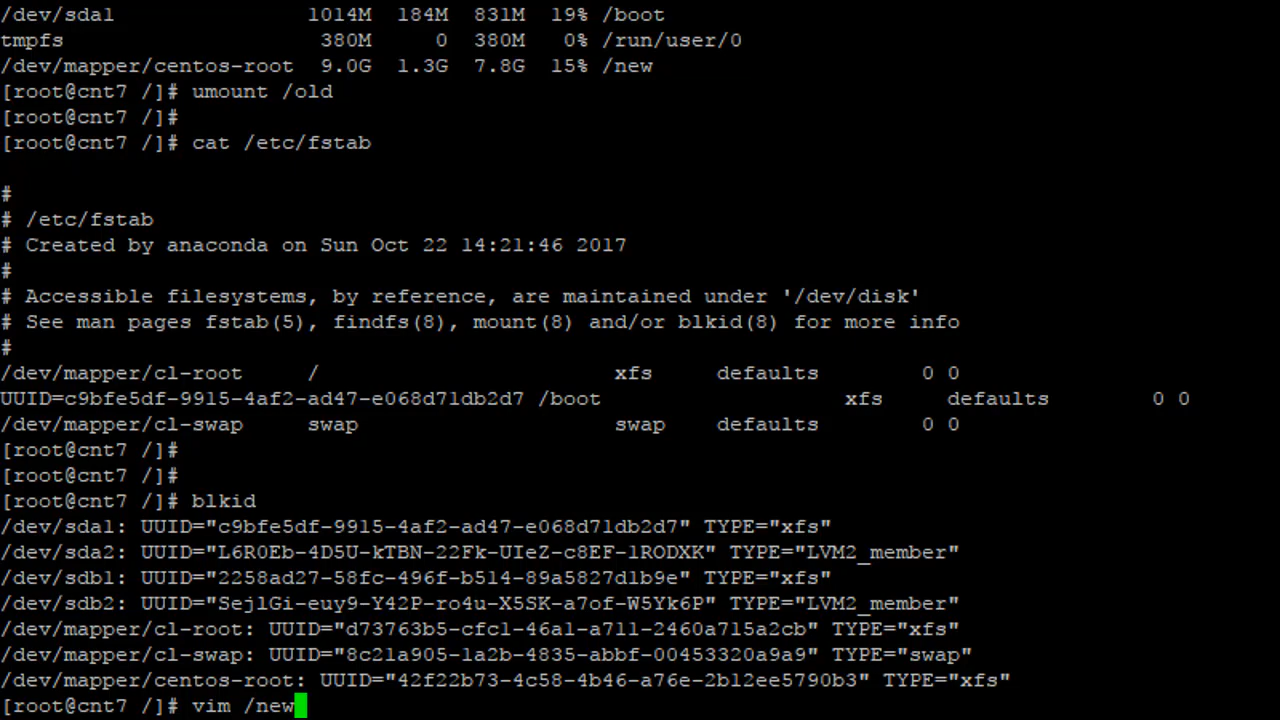 /dev/sda1 1014M 184M 831M 19% /boot
tmpfs 380M 0 380M 0% /run/user/0
/dev/mapper/centos-root 9.0G 1.3G 7.8G 15% /new
[root@cnt7 /]# umount /old
[root@cnt7 /]#
[root@cnt7 /]# cat /etc/fstab
#
# /etc/fstab
# Created by anaconda on Sun Oct 22 14:21:46 2017
#
# Accessible filesystems, by reference, are maintained under '/dev/disk'
# See man pages fstab(5), findfs(8), mount(8) and/or blkid(8) for more info
#
/dev/mapper/cl-root / xfs defaults 0 0
UUID=c9bfe5df-9915-4af2-ad47-e068d71db2d7 /boot xfs defaults 0 0
/dev/mapper/cl-swap swap swap defaults 0 0
[root@cnt7 /]#
[root@cnt7 /]#
[root@cnt7 /]# blkid
/dev/sda1: UUID="c9bfe5df-9915-4af2-ad47-e068d71db2d7" TYPE="xfs"
/dev/sda2: UUID="L6R0Eb-4D5U-kTBN-22Fk-UIeZ-c8EF-1RODXK" TYPE="LVM2_member"
/dev/sdb1: UUID="2258ad27-58fc-496f-b514-89a5827d1b9e" TYPE="xfs"
/dev/sdb2: UUID="SejlGi-euy9-Y42P-ro4u-X5SK-a7of-W5Yk6P" TYPE="LVM2_member"
/dev/mapper/cl-root: UUID="d73763b5-cfc1-46a1-a711-2460a715a2cb" TYPE="xfs"
/dev/mapper/cl-swap: UUID="8c21a905-1a2b-4835-abbf-00453320a9a9" TYPE="swap"
/dev/mapper/centos-root: UUID="42f22b73-4c58-4b46-a76e-2b12ee5790b3" TYPE="xfs"
[root@cnt7 /]# vim /new